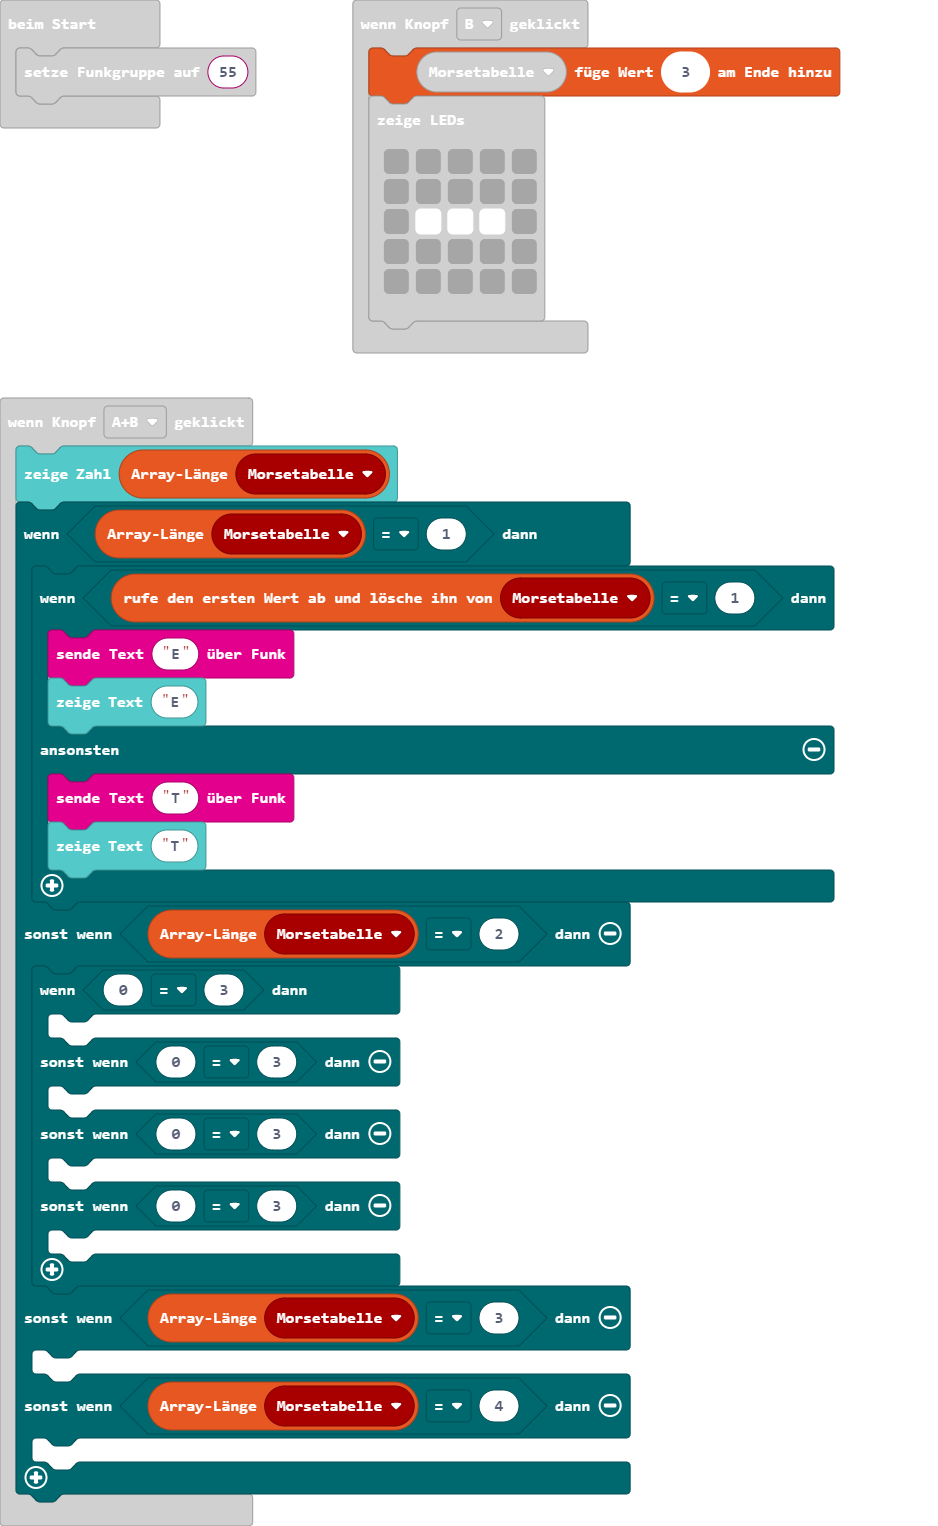 beim Start
setze Funkgruppe auf 55
wenn Knopf B geklickt
Morsetabelle füge Wert 3 am Ende hinzu
zeige LEDs
wenn Knopf A+B geklickt
zeige Zahl Array-Länge Morsetabelle
wenn Array-Länge Morsetabelle = 1 dann
wenn rufe den ersten Wert ab und lösche ihn von Morsetabelle = 1 dann
sende Text "E" über Funk
zeige Text "E"
ansonsten
sende Text "T" über Funk
zeige Text "T"
sonst wenn Array-Länge Morsetabelle = 2 dann
wenn 0 = 3 dann
sonst wenn 0 = 3 dann
sonst wenn 0 = 3 dann
sonst wenn 0 = 3 dann
sonst wenn Array-Länge Morsetabelle = 3 dann
sonst wenn Array-Länge Morsetabelle = 4 dann